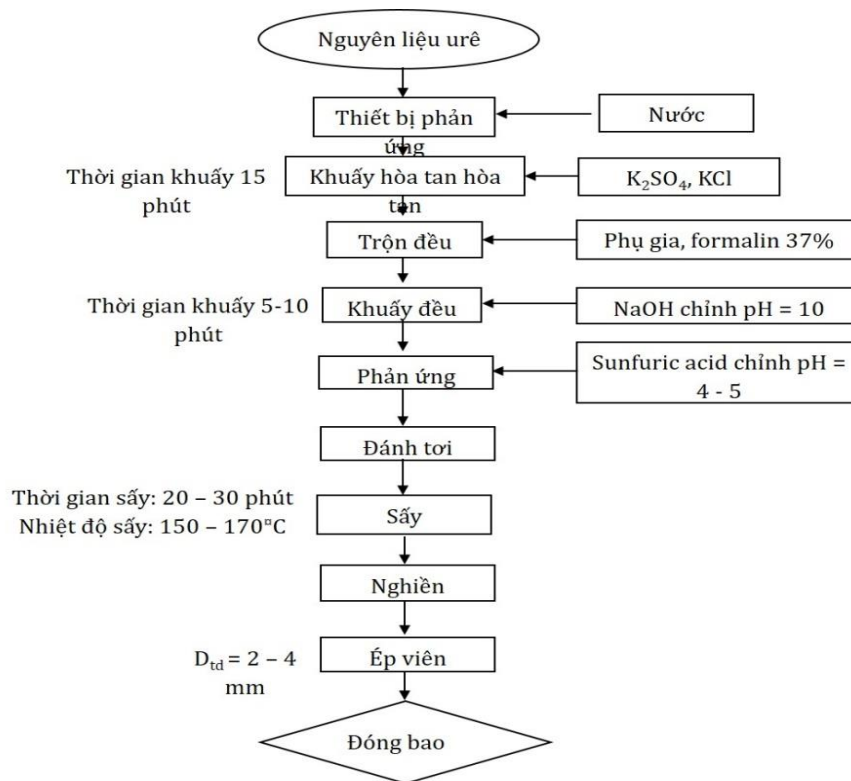 Nguyên liệu urê
Thiết bị phản
ứng
Nước
Thời gian khuấy 15
phút
Khuấy hòa tan hòa
tan
K₂SO₄, KCl
Trộn đều
Phụ gia, formalin 37%
Thời gian khuấy 5-10
phút
Khuấy đều
NaOH chỉnh pH = 10
Phản ứng
Sunfuric acid chỉnh pH =
4 - 5
Đánh tơi
Thời gian sấy: 20 – 30 phút
Nhiệt độ sấy: 150 – 170¤C
Sấy
Nghiền
D_td = 2 – 4
mm
Ép viên
Đóng bao